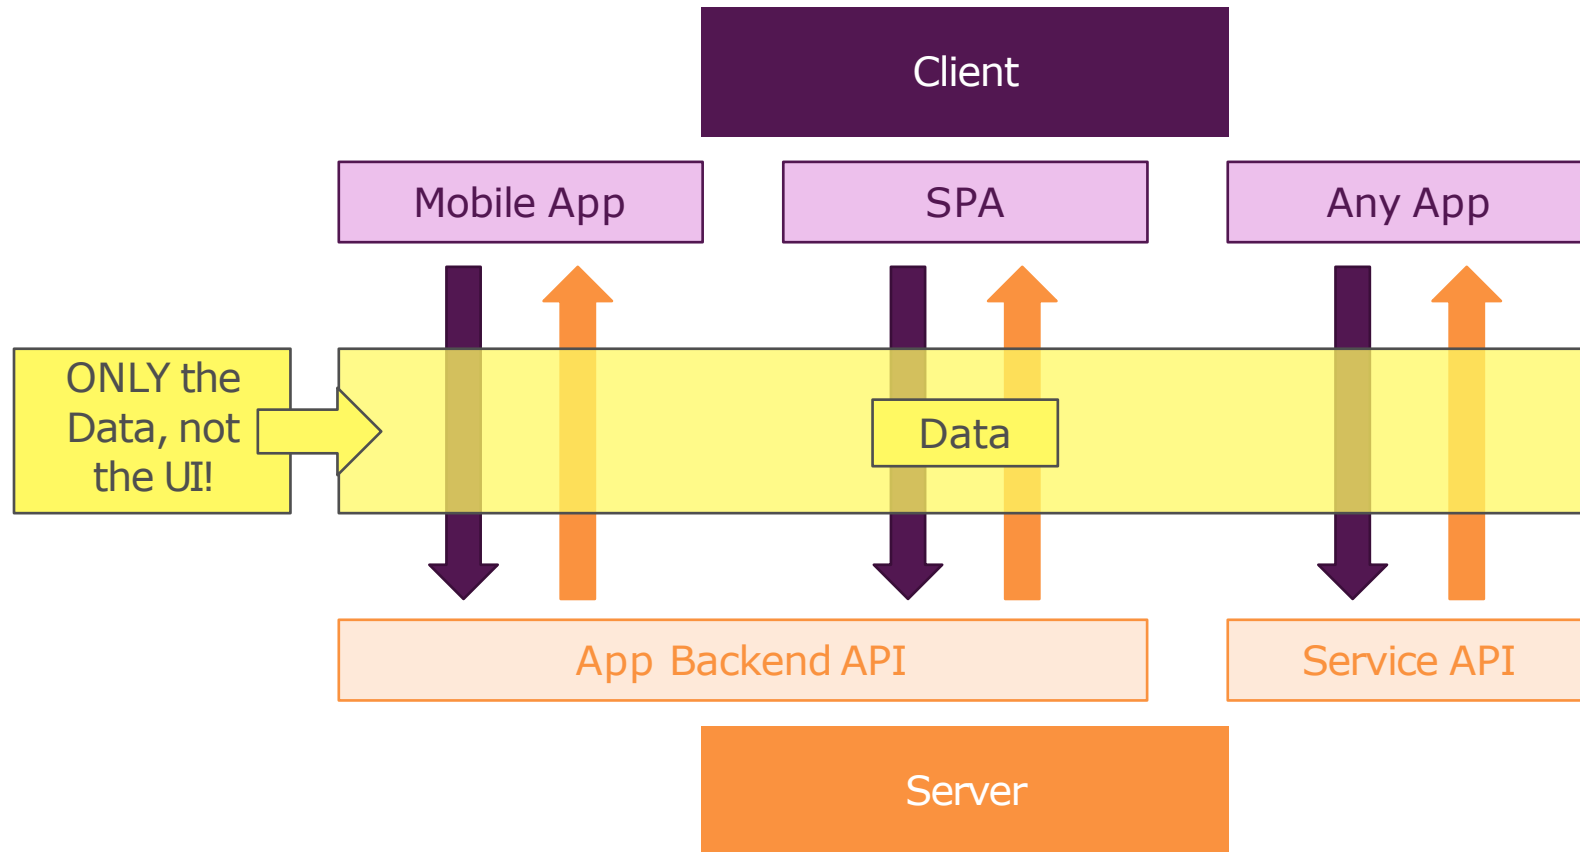 Client
Mobile App
SPA
Any App
ONLY the
Data, not
the UI!
Data
App Backend API
Service API
Server